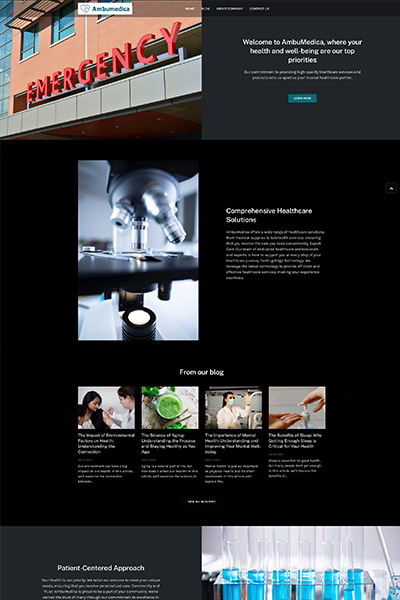 Ambumedica
HOME
BLOG
ABOUT COMPANY
CONTACT US
EMERGENCY
Welcome to AmbuMedica, where your
health and well-being are our top
priorities
Our commitment to providing high-quality healthcare services and
products sets us apart as your trusted healthcare partner.
LEARN MORE
Comprehensive Healthcare
Solutions
AmbuMedica offers a wide range of healthcare solutions,
from medical supplies to telehealth services, ensuring
that you receive the care you need conveniently. Expert
Care: Our team of dedicated healthcare professionals
and experts is here to support you at every step of your
healthcare journey. Cutting-Edge Technology: We
leverage the latest technology to provide efficient and
effective healthcare services, making your experience
seamless.
From our blog
The Impact of Environmental
Factors on Health:
Understanding the
Connection
Our environment can have a big
impact on our health. In this article,
we'll examine the connection
between…
The Science of Aging:
Understanding the Process
and Staying Healthy as You
Age
Aging is a natural part of life, but
how does it affect our health? In this
article, we'll explore the science of…
The Importance of Mental
Health: Understanding and
Improving Your Mental Well-
being
Mental health is just as important
as physical health, but it's often
overlooked. In this article, we'll
explore the…
The Benefits of Sleep: Why
Getting Enough Sleep is
Critical for Your Health
Sleep is essential for good health,
but many people don't get enough
of it. In this article, we'll discuss the
benefits of…
VIEW ALL BLOG POST
Patient-Centered Approach
Your health is our priority. We tailor our services to meet your unique
needs, ensuring that you receive personalized care. Community and
Trust: AmbuMedica is proud to be a part of your community. We've
earned the trust of many through our commitment to excellence in